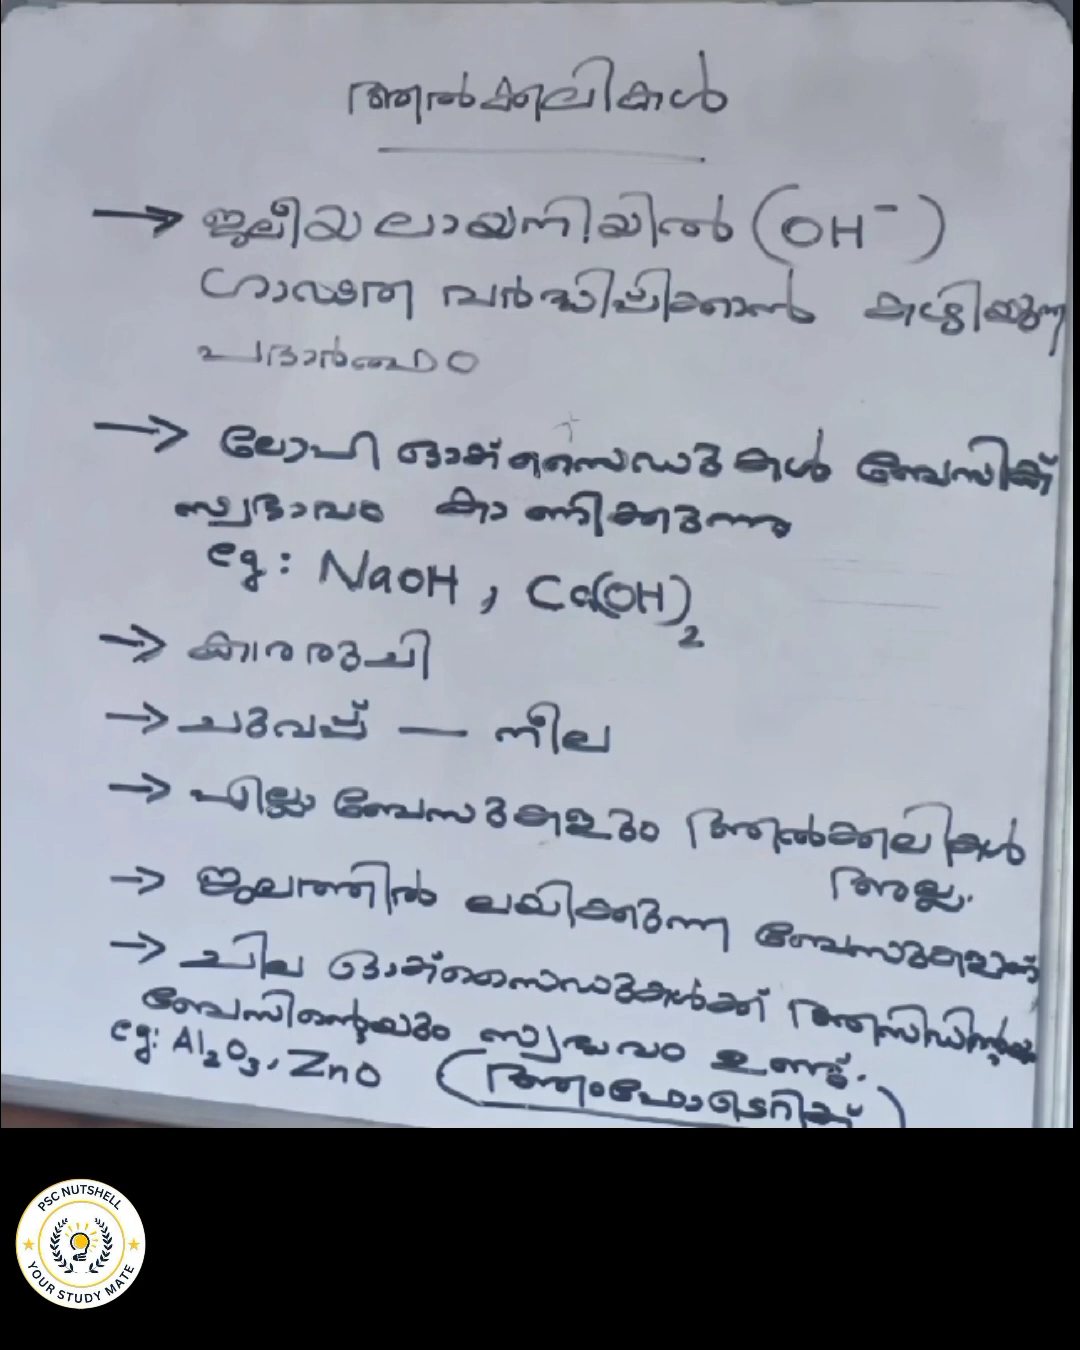 ആൽക്കലികൾ
→ ജലീയ ലായനിയിൽ (OH⁻)
ഗാഢത വർദ്ധിപ്പിക്കാൻ കഴിയുന്ന
പദാർത്ഥം
→ ലോഹ ഓക്സൈഡുകൾ ബേസിക്
സ്വഭാവം കാണിക്കുന്നു
eg: NaOH, Ca(OH)₂
→ കാരരുചി
→ ചുവപ്പ് — നീല
→ എല്ലാ ബേസുകളും ആൽക്കലികൾ
അല്ല.
→ ജലത്തിൽ ലയിക്കുന്ന ബേസുകളാണ്
→ ചില ഓക്സൈഡുകൾക്ക് ആസിഡിന്റെയും
ബേസിന്റെയും സ്വഭാവം ഉണ്ട്.
eg: Al₂O₃, ZnO (ആംഫോടെറിക്)
PSC NUTSHELL
YOUR STUDY MATE